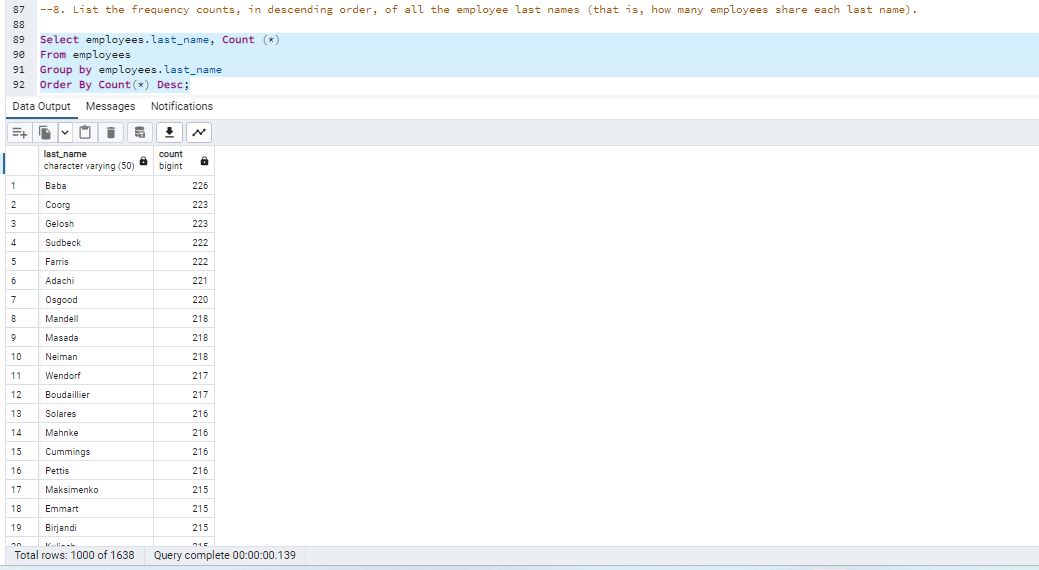 87 --8. List the frequency counts, in descending order, of all the employee last names (that is, how many employees share each last name).
88
89 Select employees.last_name, Count (*)
90 From employees
91 Group by employees.last_name
92 Order By Count(*) Desc;
Data Output Messages Notifications
last_name count
character varying (50) bigint
1 Baba 226
2 Coorg 223
3 Gelosh 223
4 Sudbeck 222
5 Farris 222
6 Adachi 221
7 Osgood 220
8 Mandell 218
9 Masada 218
10 Neiman 218
11 Wendorf 217
12 Boudaillier 217
13 Solares 216
14 Mahnke 216
15 Cummings 216
16 Pettis 216
17 Maksimenko 215
18 Emmart 215
19 Birjandi 215
Total rows: 1000 of 1638 Query complete 00:00:00.139